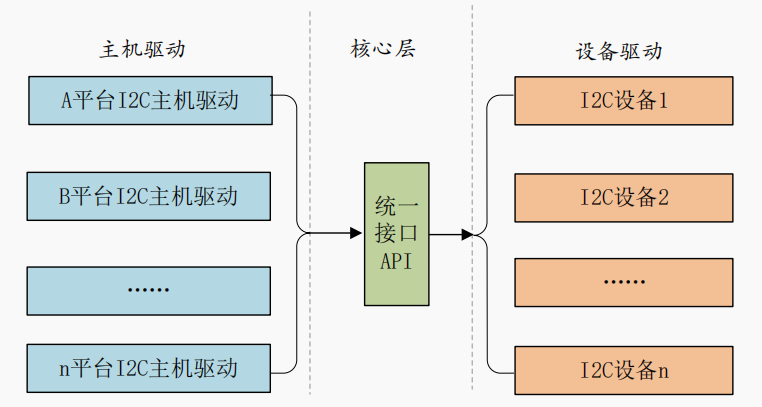 主机驱动
核心层
设备驱动
A平台I2C主机驱动
B平台I2C主机驱动
……
n平台I2C主机驱动
统一
接口
API
I2C设备1
I2C设备2
……
I2C设备n